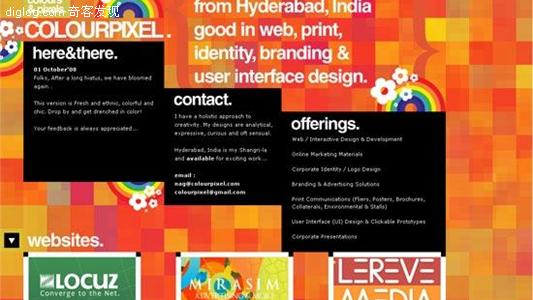 diglog.com 奇客发现
colours
COLOURPIXEL.
from Hyderabad, India
good in web, print,
identity, branding &
user interface design.
here&there.
01 October'08
Folks, After a long hiatus, we have bloomed
again..
This version is Fresh and ethnic, colorful and
chic. Drop by and get drenched in color!
Your feedback is always appreciated...
contact.
I have a holistic approach to
creativity. My designs are analytical,
expressive, curious and oft sensual.
Hyderabad, India is my Shangri-la
and available for exciting work...
email :
nag@colourpixel.com
colourpixel@gmail.com
offerings.
Web / Interactive Design & Development
Online Marketing Materials
Corporate Identity / Logo Design
Branding & Advertising Solutions
Print Communications (Fliers, Posters, Brochures,
Collaterals, Environmental & Stalls)
User Interface (UI) Design & Clickable Prototypes
Corporate Presentations
websites.
LOCUZ
Converge to the Net.
MIRASIM
ADVERTISING MORE
LEREVE
MEDIA